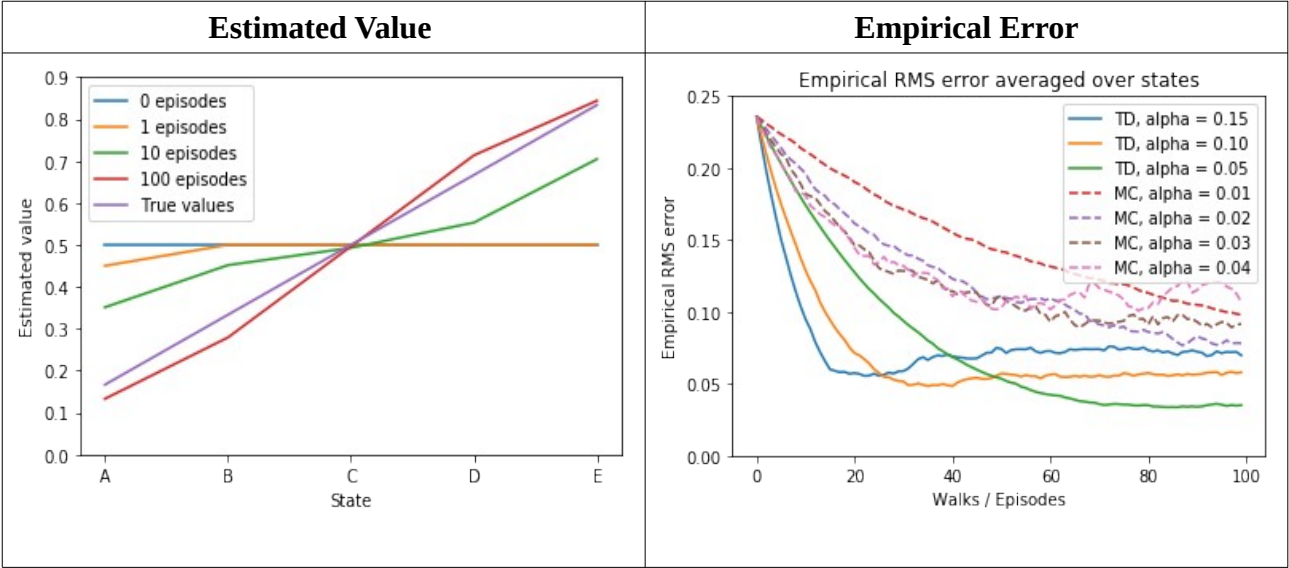 Estimated Value
Empirical Error
0.9
0.8
0.7
0.6
0.5
0.4
0.3
0.2
0.1
0.0
Estimated value
0 episodes
1 episodes
10 episodes
100 episodes
True values
A B C D E
State
Empirical RMS error averaged over states
0.25
0.20
0.15
0.10
0.05
0.00
Empirical RMS error
TD, alpha = 0.15
TD, alpha = 0.10
TD, alpha = 0.05
MC, alpha = 0.01
MC, alpha = 0.02
MC, alpha = 0.03
MC, alpha = 0.04
0 20 40 60 80 100
Walks / Episodes